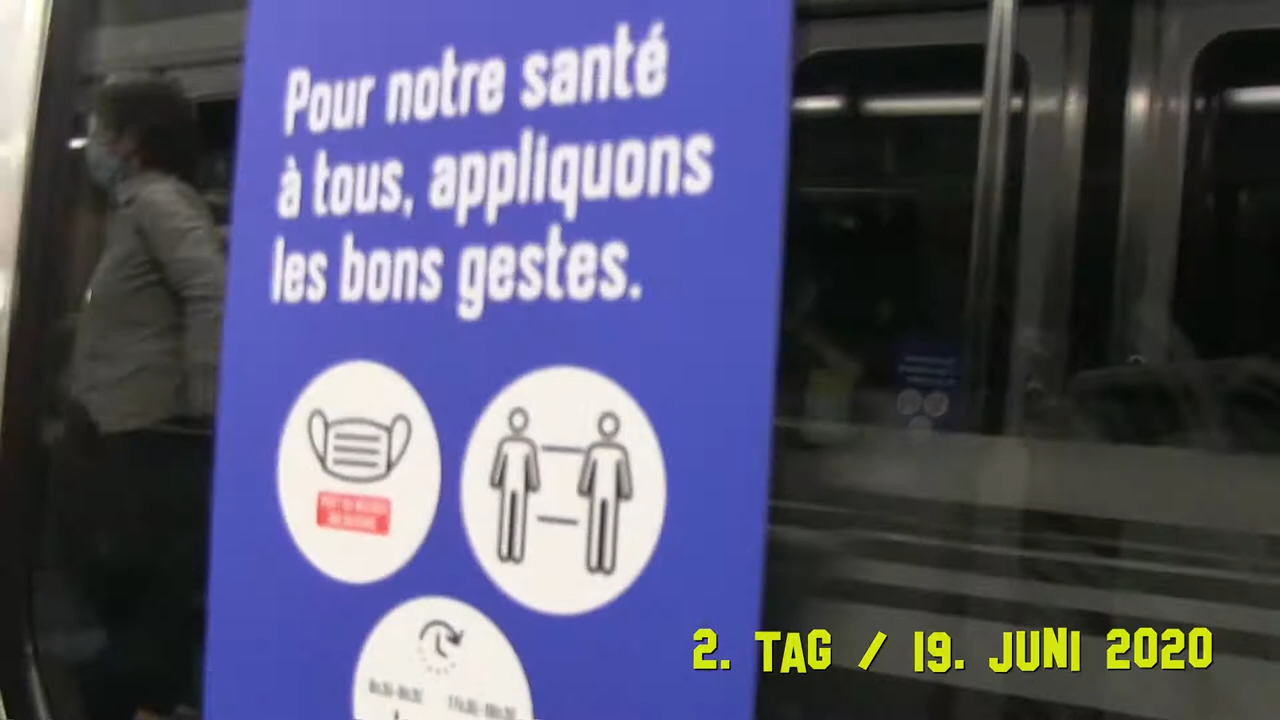 Pour notre santé
à tous, appliquons
les bons gestes.
2. TAG / 19. JUNI 2020